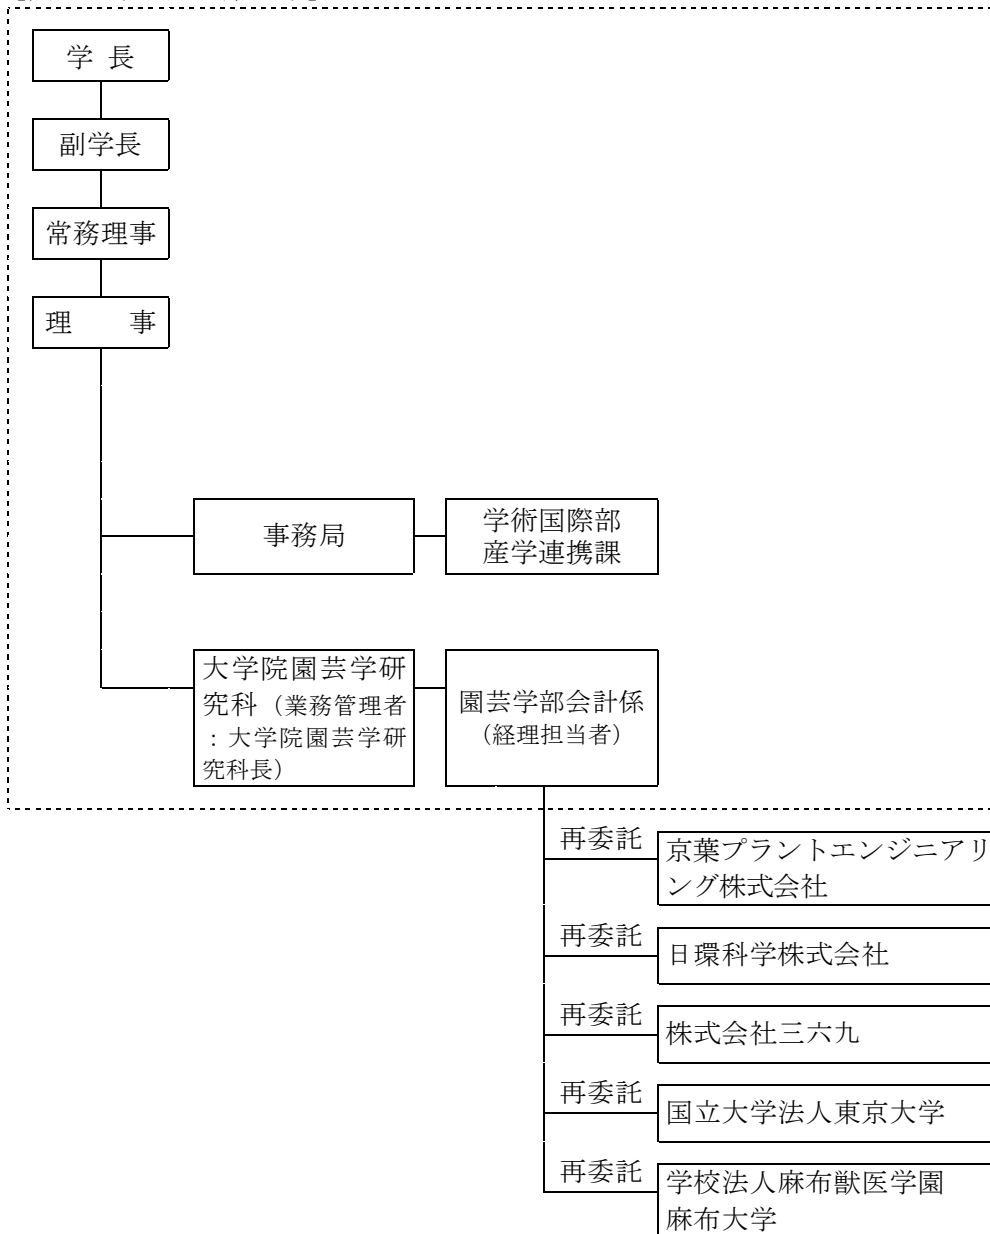 学 長
副学長
常務理事
理 事
事務局
学術国際部
産学連携課
大学院園芸学研
究科（業務管理者
：大学院園芸学研
究科長）
園芸学部会計係
（経理担当者）
再委託
京葉プラントエンジニアリ
ング株式会社
再委託
日環科学株式会社
再委託
株式会社三六九
再委託
国立大学法人東京大学
再委託
学校法人麻布獣医学園
麻布大学